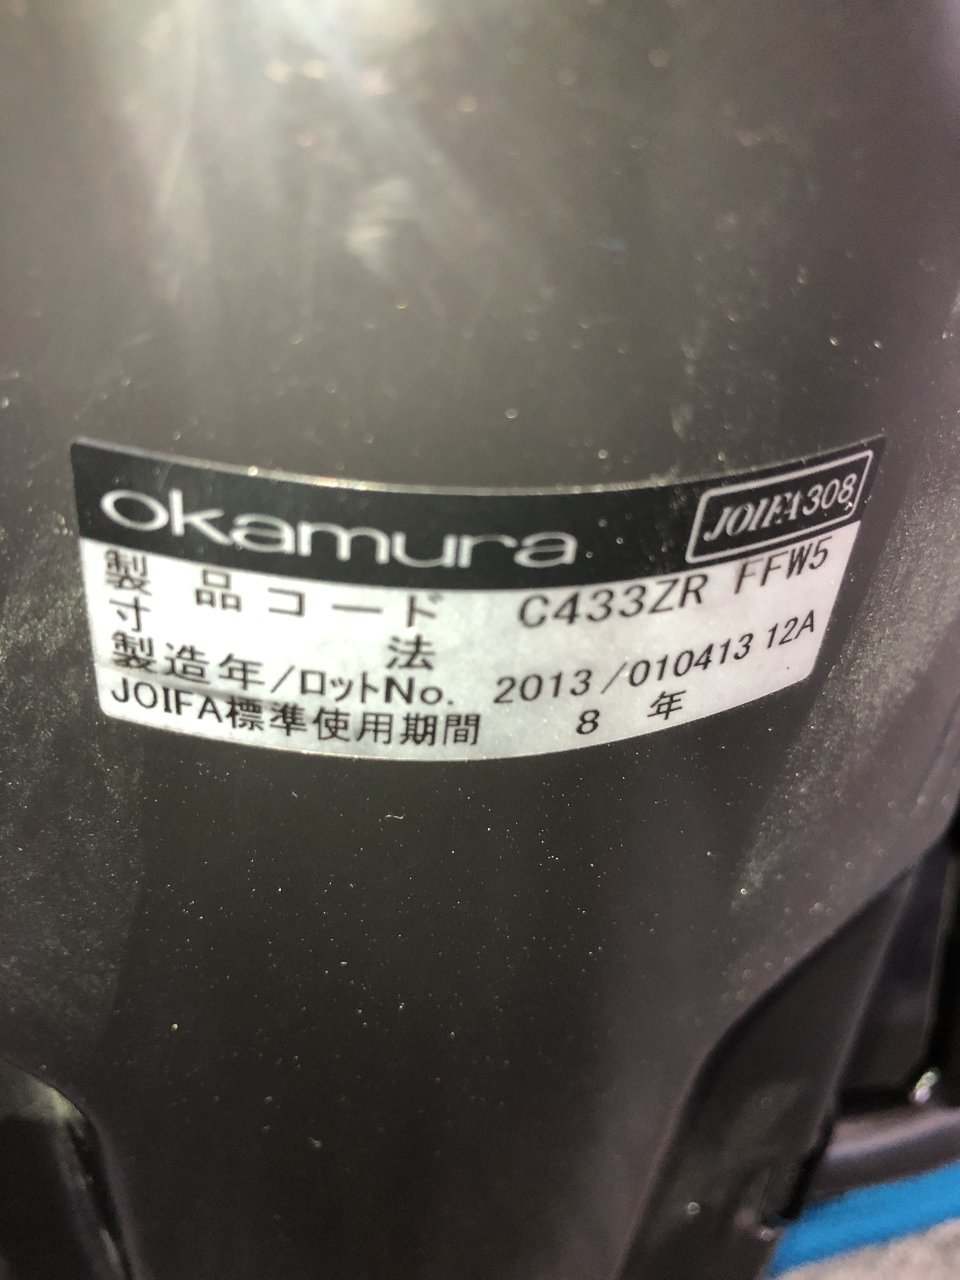 okamura JOIFA308
製品コード C433ZR FFW5
寸法
製造年/ロットNo. 2013/010413 12A
JOIFA標準使用期間 8 年